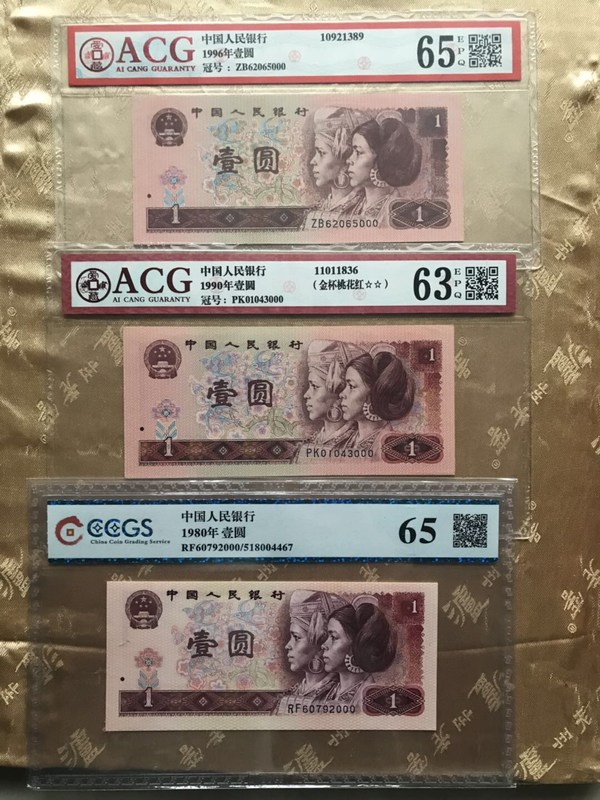 ACG
AI CANG GUARANTY
中国人民银行 10921389
1996年壹圆
冠号：ZB62065000
65 EPQ
中国人民银行
壹圆
1
ZB62065000
1
1
ACG
AI CANG GUARANTY
中国人民银行 11011836
1990年壹圆 （金杯桃花红☆☆）
冠号：PK01043000
63 EPQ
中国人民银行
壹圆
1
PK01043000
1
1
CCGS
China Coin Grading Service
中国人民银行
1980年 壹圆
RF60792000/518004467
65
中国人民银行
壹圆
1
RF60792000
1
1